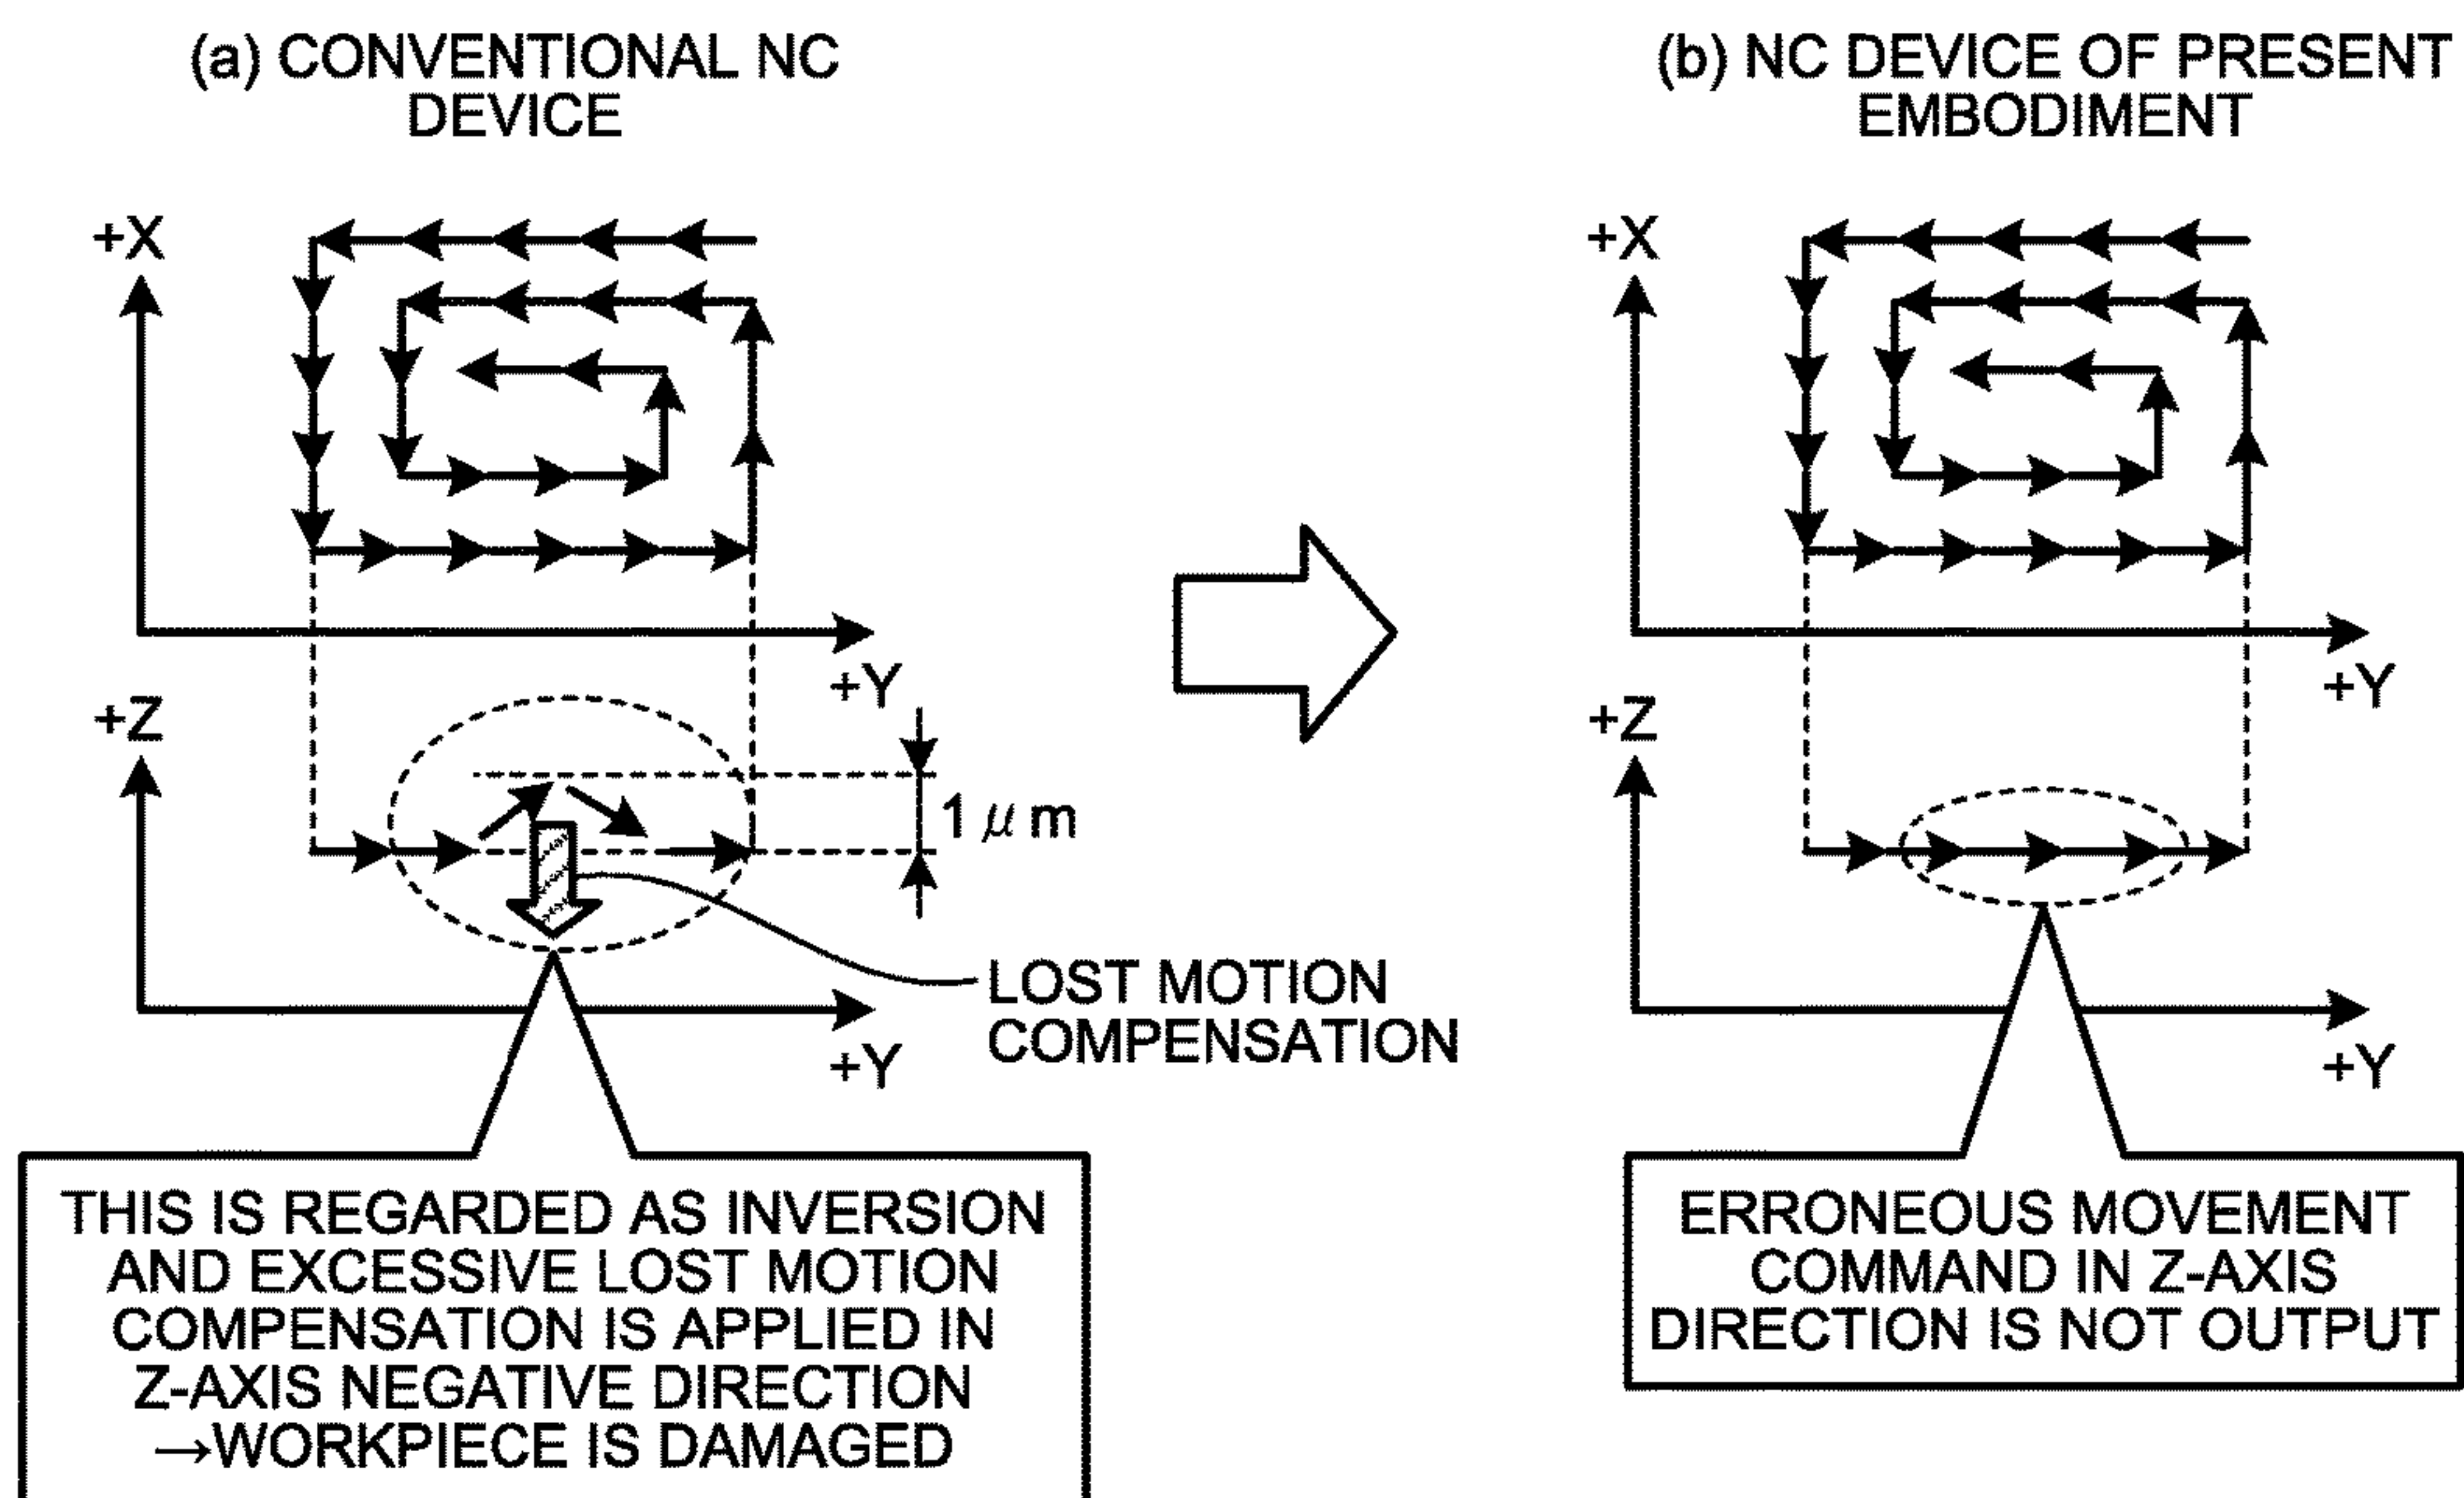 (a) CONVENTIONAL NC
DEVICE
+X
+Y
+Z
1 μm
LOST MOTION
COMPENSATION
+Y
THIS IS REGARDED AS INVERSION
AND EXCESSIVE LOST MOTION
COMPENSATION IS APPLIED IN
Z-AXIS NEGATIVE DIRECTION
→WORKPIECE IS DAMAGED
(b) NC DEVICE OF PRESENT
EMBODIMENT
+X
+Y
+Z
+Y
ERRONEOUS MOVEMENT
COMMAND IN Z-AXIS
DIRECTION IS NOT OUTPUT